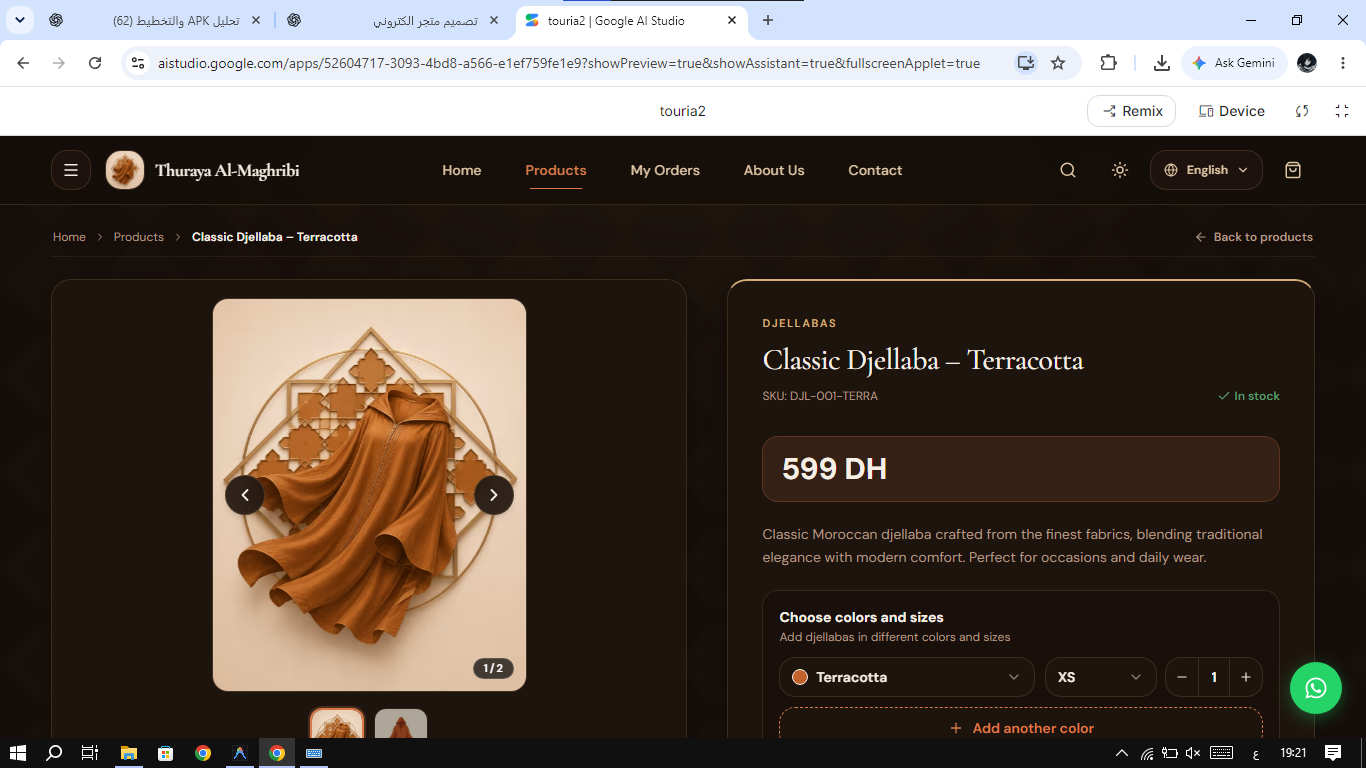 تحليل APK والتخطيط (62)
تصميم متجر الكتروني
touria2 | Google AI Studio
aistudio.google.com/apps/52604717-3093-4bd8-a566-e1ef759fe1e9?showPreview=true&showAssistant=true&fullscreenApplet=true
Ask Gemini
touria2
Remix
Device
Thuraya Al-Maghribi
Home
Products
My Orders
About Us
Contact
English
Home > Products > Classic Djellaba – Terracotta
Back to products
DJELLABAS
Classic Djellaba – Terracotta
SKU: DJL-001-TERRA
In stock
599 DH
Classic Moroccan djellaba crafted from the finest fabrics, blending traditional
elegance with modern comfort. Perfect for occasions and daily wear.
Choose colors and sizes
Add djellabas in different colors and sizes
Terracotta
XS
1
Add another color
1 / 2
ع
19:21